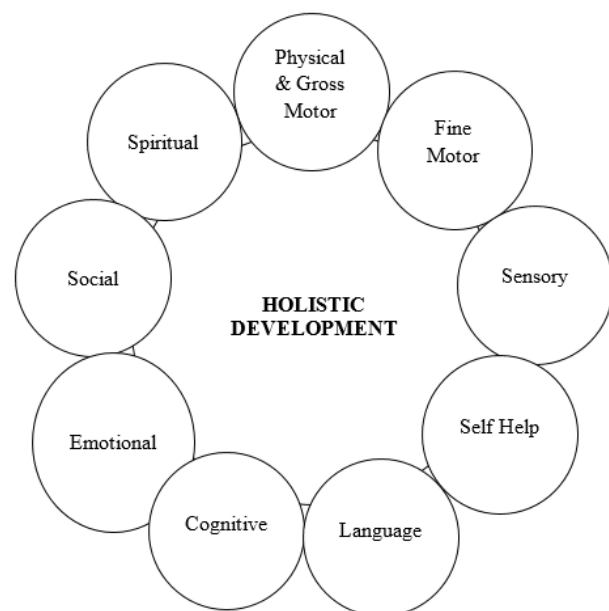 Physical
& Gross
Motor
Fine
Motor
Sensory
Self Help
Language
Cognitive
Emotional
Social
Spiritual
HOLISTIC
DEVELOPMENT